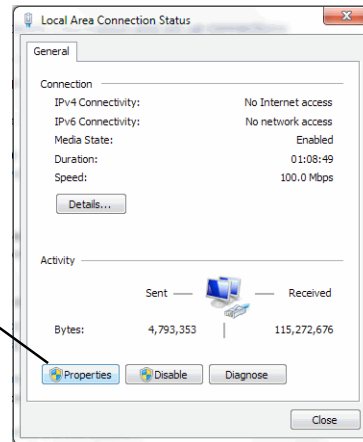 Local Area Connection Status
General
Connection
IPv4 Connectivity: No Internet access
IPv6 Connectivity: No network access
Media State: Enabled
Duration: 01:08:49
Speed: 100.0 Mbps
Details...
Activity
Sent Received
Bytes: 4,793,353 115,272,676
Properties Disable Diagnose
Close